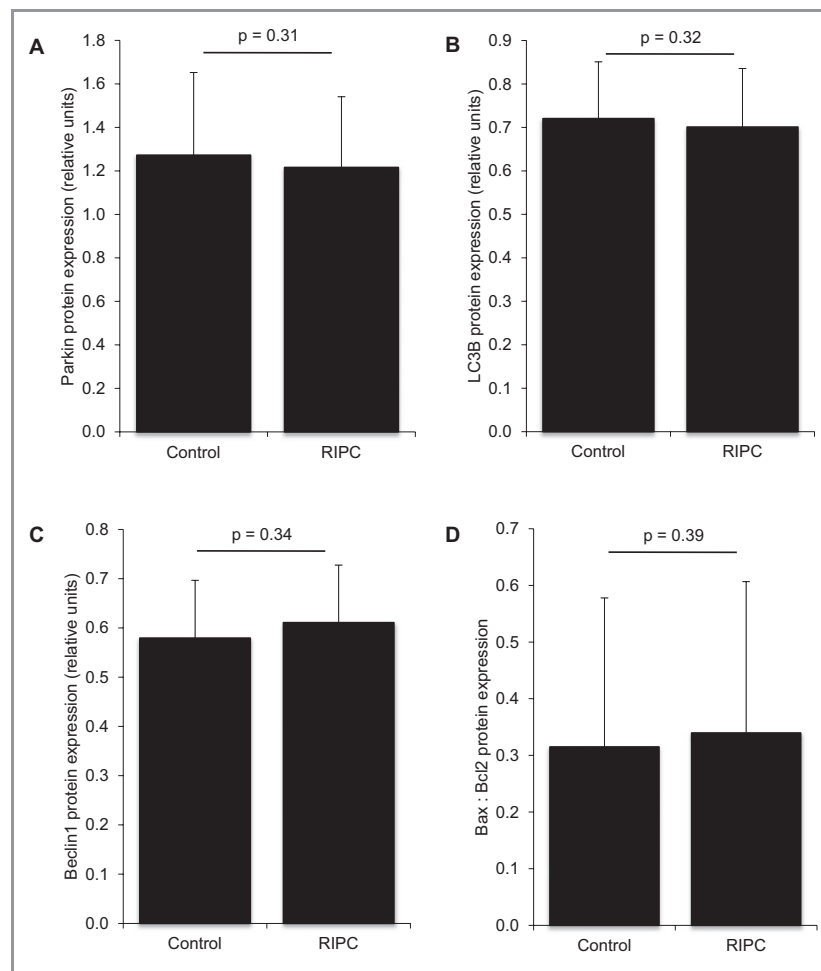 A
p = 0.31
Parkin protein expression (relative units)
1.8
1.6
1.4
1.2
1.0
0.8
0.6
0.4
0.2
0.0
Control
RIPC
B
p = 0.32
LC3B protein expression (relative units)
0.9
0.8
0.7
0.6
0.5
0.4
0.3
0.2
0.1
0.0
Control
RIPC
C
p = 0.34
Beclin1 protein expression (relative units)
0.8
0.7
0.6
0.5
0.4
0.3
0.2
0.1
0.0
Control
RIPC
D
p = 0.39
Bax : Bcl2 protein expression
0.7
0.6
0.5
0.4
0.3
0.2
0.1
0.0
Control
RIPC